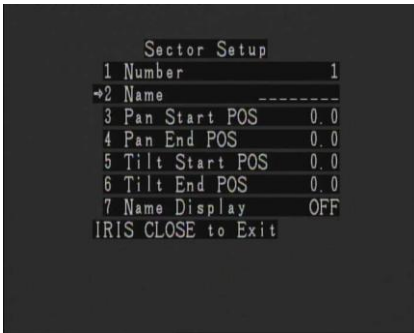 Sector Setup
1 Number 1
➔2 Name ________
3 Pan Start POS 0.0
4 Pan End POS 0.0
5 Tilt Start POS 0.0
6 Tilt End POS 0.0
7 Name Display OFF
IRIS CLOSE to Exit